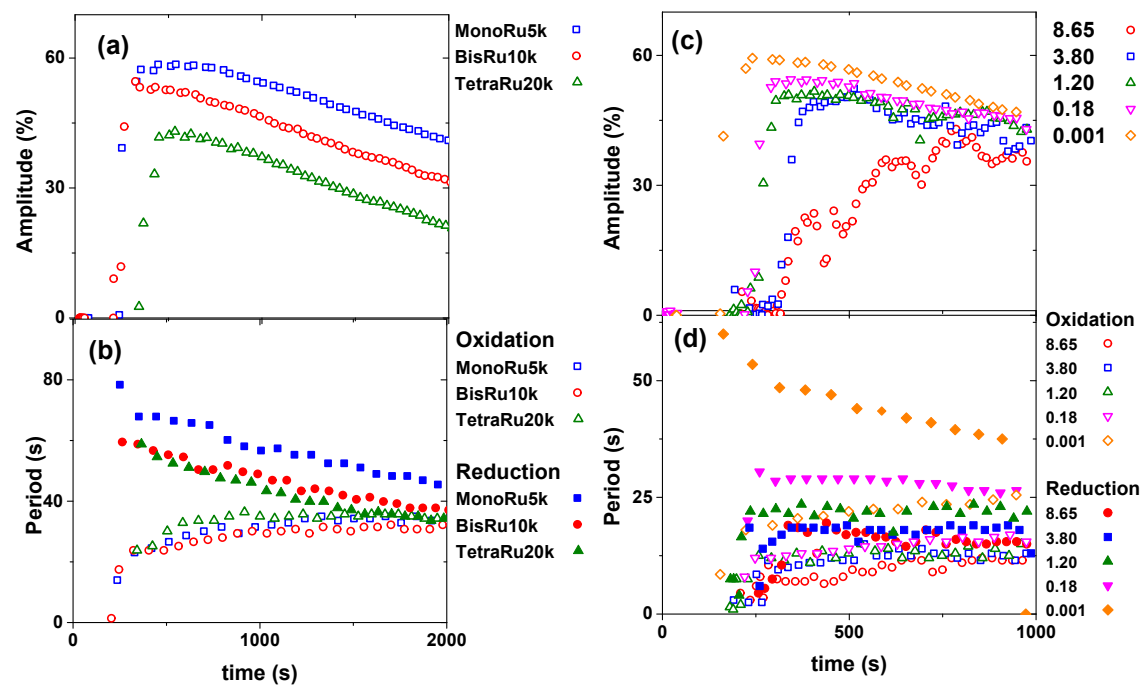 (a)
Amplitude (%)
60
30
0
MonoRu5k
BisRu10k
TetraRu20k
(b)
Period (s)
80
40
0
0
1000
2000
time (s)
Oxidation
MonoRu5k
BisRu10k
TetraRu20k
Reduction
MonoRu5k
BisRu10k
TetraRu20k
(c)
Amplitude (%)
60
30
0
8.65
3.80
1.20
0.18
0.001
(d)
Period (s)
50
25
0
0
500
1000
time (s)
Oxidation
8.65
3.80
1.20
0.18
0.001
Reduction
8.65
3.80
1.20
0.18
0.001